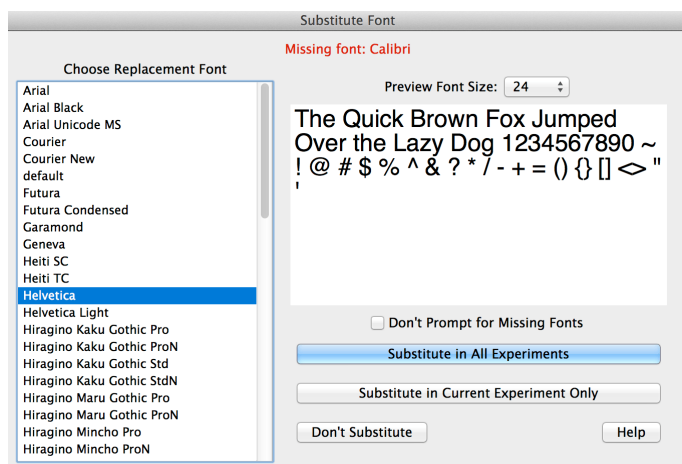 Substitute Font
Missing font: Calibri
Choose Replacement Font
Arial
Arial Black
Arial Unicode MS
Courier
Courier New
default
Futura
Futura Condensed
Garamond
Geneva
Heiti SC
Heiti TC
Helvetica
Helvetica Light
Hiragino Kaku Gothic Pro
Hiragino Kaku Gothic ProN
Hiragino Kaku Gothic Std
Hiragino Kaku Gothic StdN
Hiragino Maru Gothic Pro
Hiragino Maru Gothic ProN
Hiragino Mincho Pro
Hiragino Mincho ProN
Preview Font Size: 24
The Quick Brown Fox Jumped
Over the Lazy Dog 1234567890 ~
! @ # $ % ^ & ? * / - + = () {} [] <> "
'
Don't Prompt for Missing Fonts
Substitute in All Experiments
Substitute in Current Experiment Only
Don't Substitute
Help